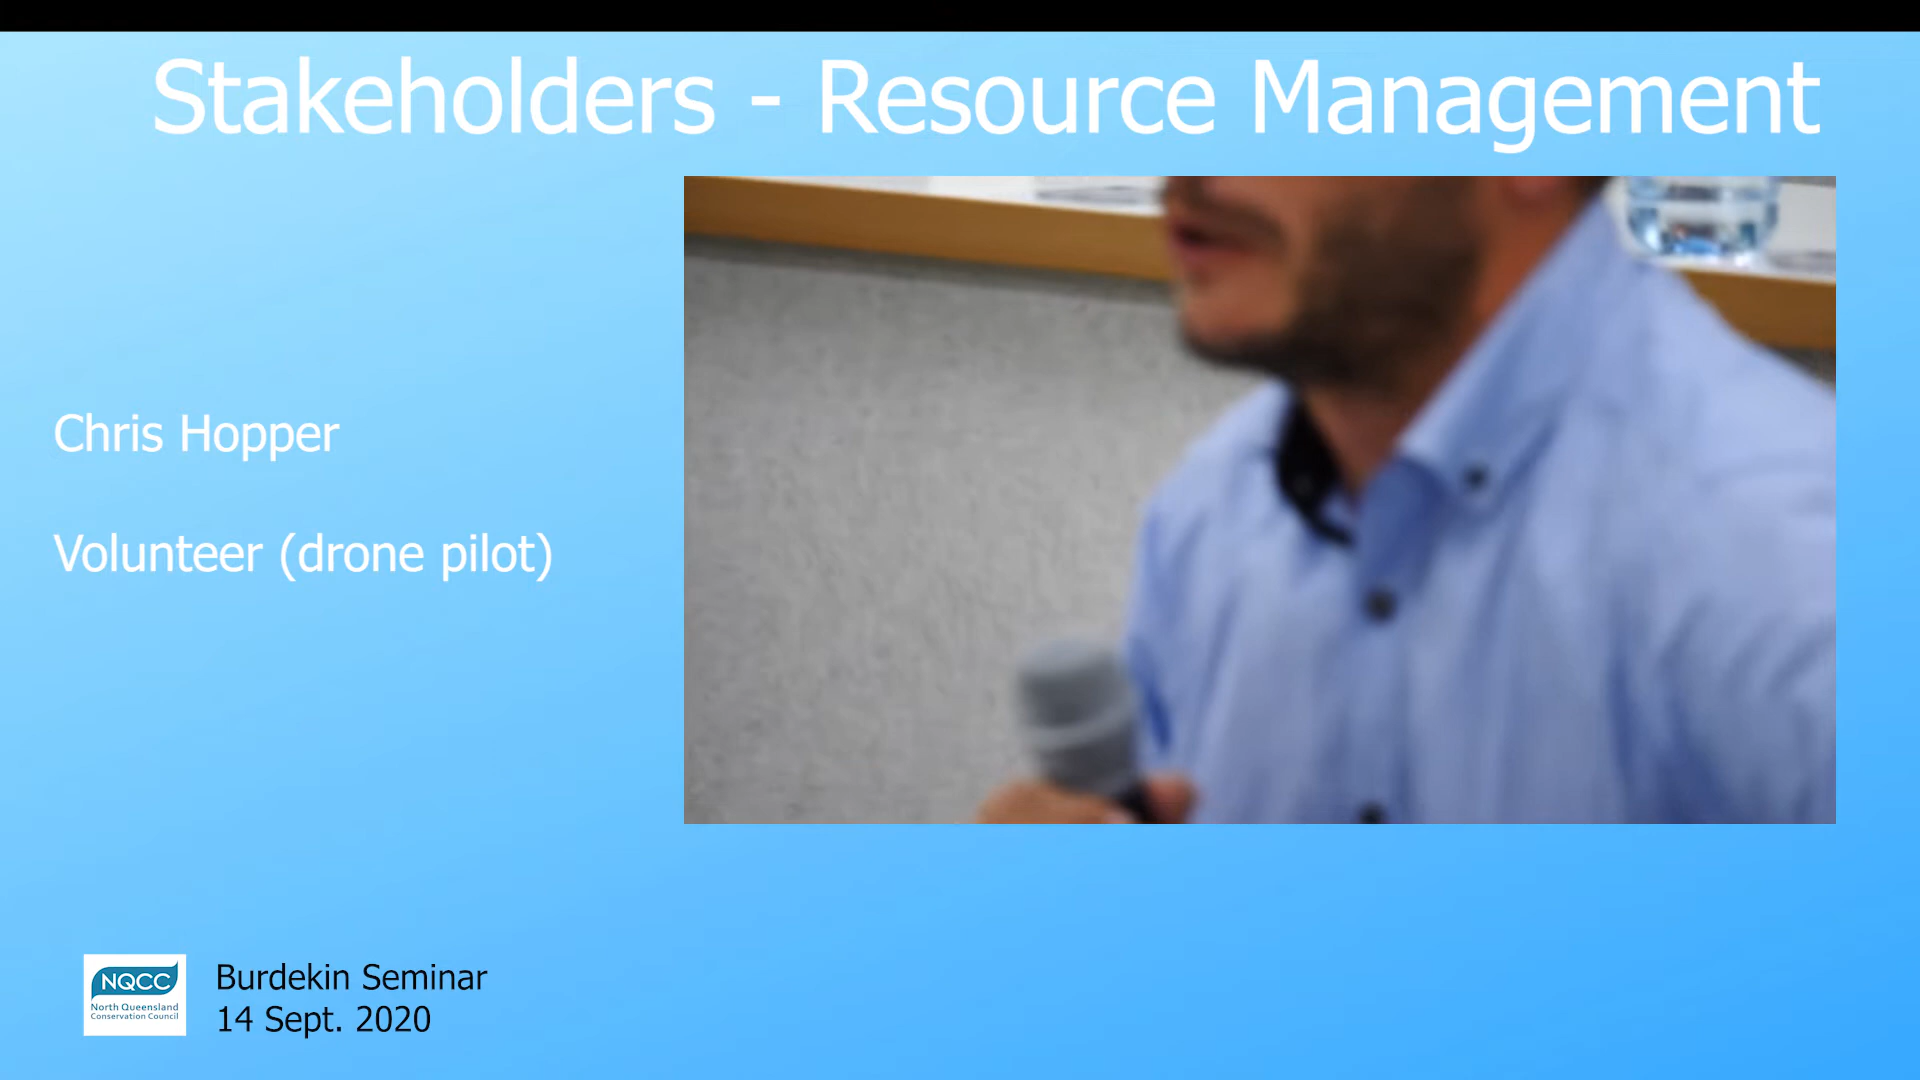 Stakeholders - Resource Management
Chris Hopper
Volunteer (drone pilot)
NQCC
North Queensland
Conservation Council
Burdekin Seminar
14 Sept. 2020